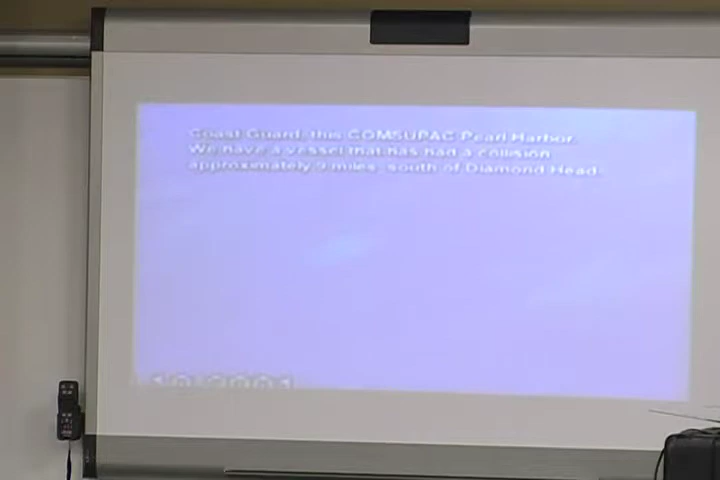 Coast Guard, this COMSUPAC Pearl Harbor.
We have a vessel that has had a collision
approximately 9 miles, south of Diamond Head.